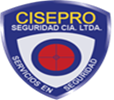 CISEPRO
SEGURIDAD CIA. LTDA.
SERVICIOS EN SEGURIDAD